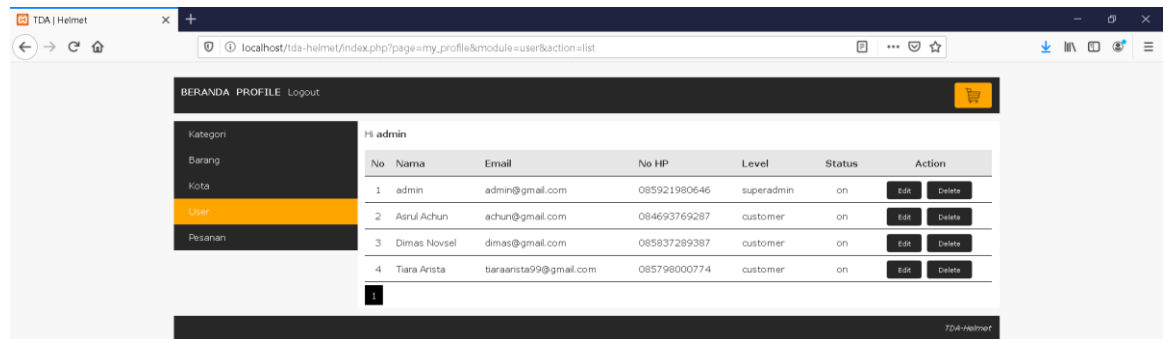 TDA | Helmet
localhost/tda-helmet/index.php?page=my_profile&module=user&action=list
BERANDA PROFILE Logout
Kategori
Barang
Kota
User
Pesanan
Hi admin
No Nama Email No HP Level Status Action
1 admin admin@gmail.com 085921980646 superadmin on Edit Delete
2 Asrul Achun achun@gmail.com 084693769287 customer on Edit Delete
3 Dimas Novsel dimas@gmail.com 085837289387 customer on Edit Delete
4 Tiara Arista tiaraarista99@gmail.com 085798000774 customer on Edit Delete
1
TDA-Helmet